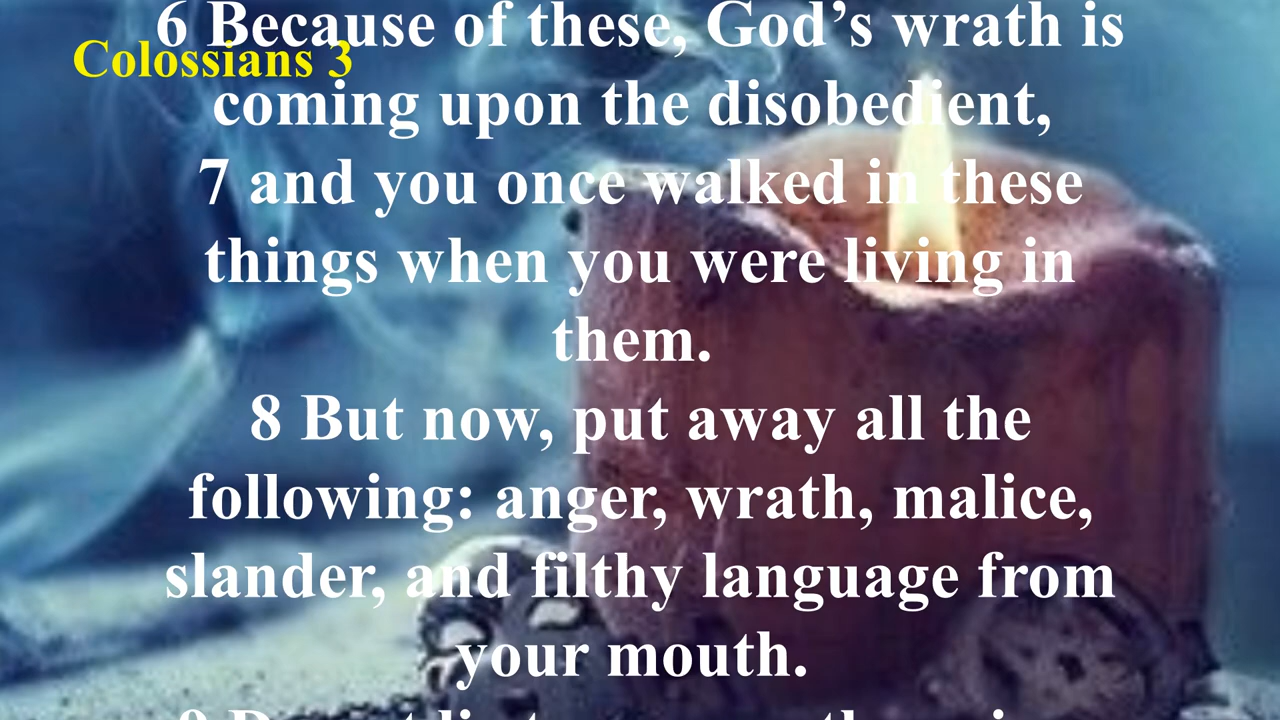 6 Because of these, God’s wrath is
Colossians 3
coming upon the disobedient,
7 and you once walked in these
things when you were living in
them.
8 But now, put away all the
following: anger, wrath, malice,
slander, and filthy language from
your mouth.